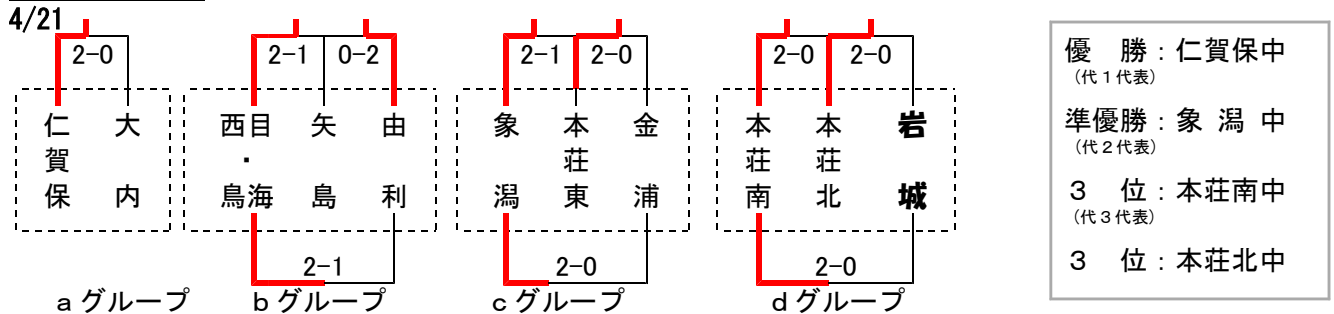 4/21
2-0 2-1 0-2 2-1 2-0 2-0 2-0
仁賀保 大内 西目・鳥海 矢島 由利 象潟 本荘東 金浦 本荘南 本荘北 岩城
2-1 2-0 2-0
aグループ bグループ cグループ dグループ
優 勝：仁賀保中
（代１代表）
準優勝：象 潟 中
（代２代表）
３ 位：本荘南中
（代３代表）
３ 位：本荘北中